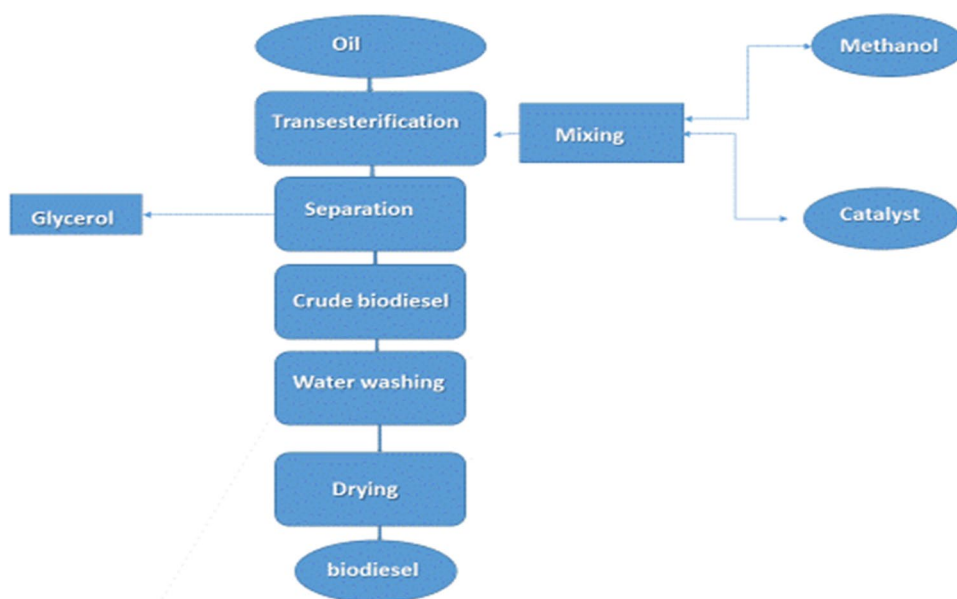 Oil
Methanol
Transesterification
Mixing
Separation
Glycerol
Catalyst
Crude biodiesel
Water washing
Drying
biodiesel